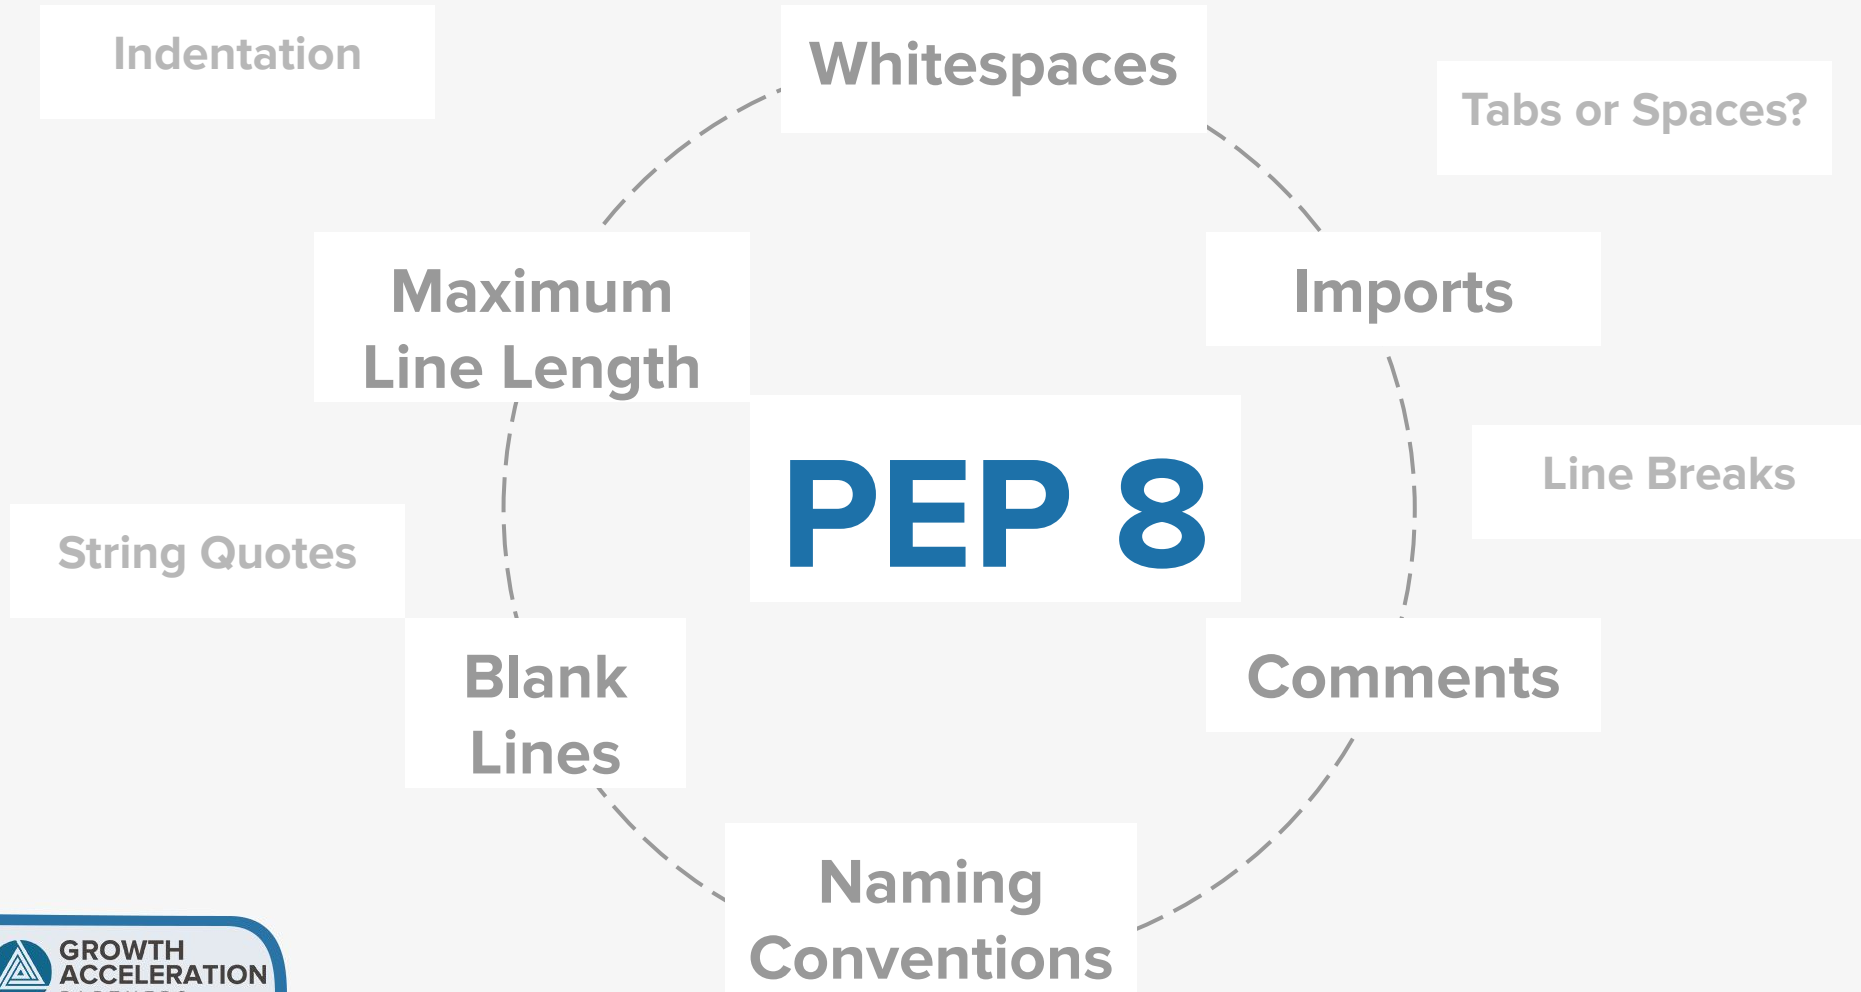 Indentation
Whitespaces
Tabs or Spaces?
Maximum
Line Length
Imports
PEP 8
Line Breaks
String Quotes
Blank
Lines
Comments
Naming
Conventions
GROWTH
ACCELERATION